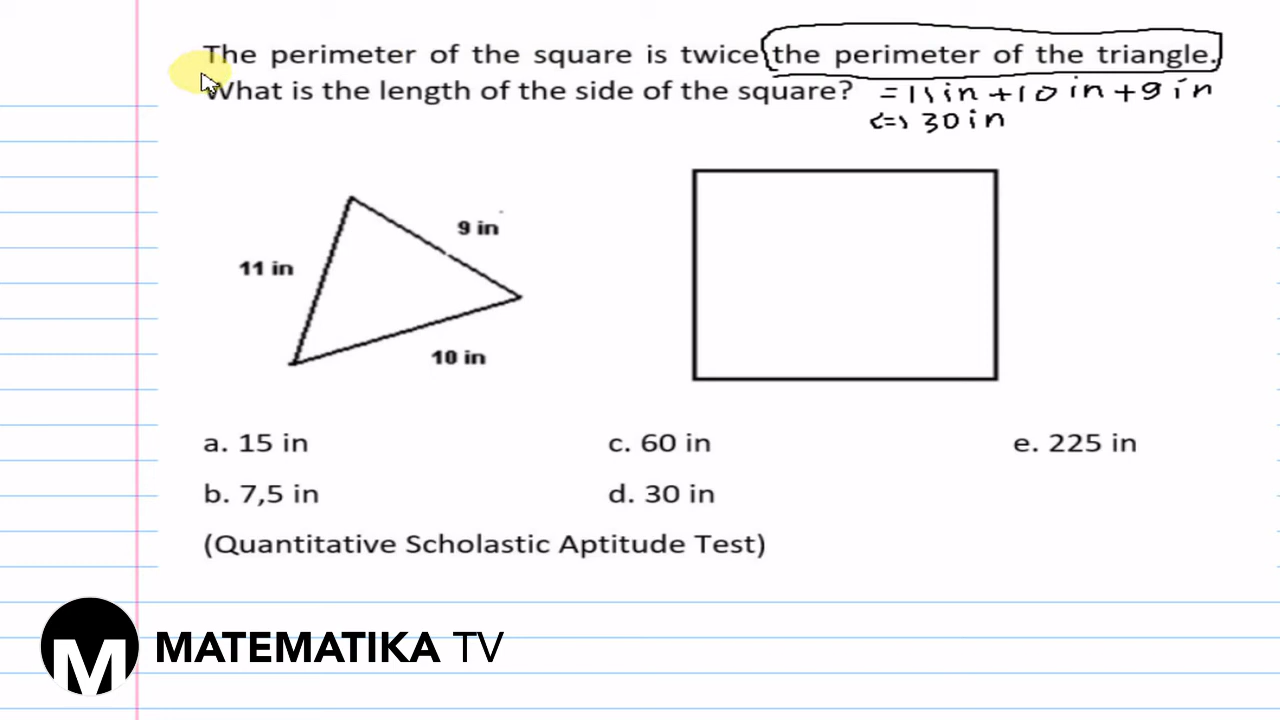 The perimeter of the square is twice the perimeter of the triangle.
What is the length of the side of the square? = 11 in + 10 in + 9 in
<=> 30 in
9 in
11 in
10 in
a. 15 in c. 60 in e. 225 in
b. 7,5 in d. 30 in
(Quantitative Scholastic Aptitude Test)
M MATEMATIKA TV